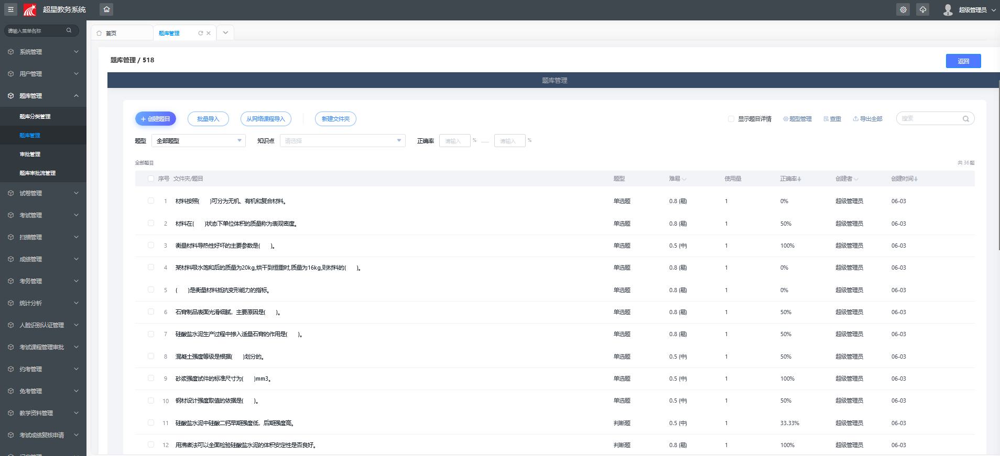 超星教务系统
超级管理员
请输入菜单名称
首页
题库管理
系统管理
用户管理
题库管理
题库分类管理
题库管理
审批管理
题库审批流管理
试卷管理
考试管理
扫描管理
成绩管理
考务管理
统计分析
人脸识别认证管理
考试课程管理审批
约考管理
免考管理
教学资料管理
考试成绩复核申请
题库管理 / 518
返回
题库管理
+ 创建题目 批量导入 从网络课程导入 新建文件夹 显示题目详情 题型管理 查重 导出全部 搜索
题型 全部题型 知识点 请选择 正确率 请输入 % — 请输入 %
全部题目 共 36 题
序号 文件夹/题目 题型 难易 使用量 正确率 创建者 创建时间
1 材料按照( )可分为无机、有机和复合材料。 单选题 0.8 (易) 1 0% 超级管理员 06-03
2 材料在( )状态下单位体积的质量称为表观密度。 单选题 0.8 (易) 1 50% 超级管理员 06-03
3 衡量材料导热性好坏的主要参数是( )。 单选题 0.5 (中) 1 100% 超级管理员 06-03
4 某材料吸水饱和后的质量为20kg,烘干到恒重时,质量为16kg,则材料的( )。 单选题 0.8 (易) 1 0% 超级管理员 06-03
5 ( )是衡量材料抵抗变形能力的指标。 单选题 0.8 (易) 1 0% 超级管理员 06-03
6 石膏制品表面光滑细腻，主要原因是( )。 单选题 0.8 (易) 1 50% 超级管理员 06-03
7 硅酸盐水泥生产过程中掺入适量石膏的作用是( )。 单选题 0.8 (易) 1 50% 超级管理员 06-03
8 混凝土强度等级是根据( )划分的。 单选题 0.5 (中) 1 50% 超级管理员 06-03
9 砂浆强度试件的标准尺寸为( )mm3。 单选题 0.5 (中) 1 100% 超级管理员 06-03
10 钢材设计强度取值的依据是( )。 单选题 0.5 (中) 1 50% 超级管理员 06-03
11 硅酸盐水泥中硅酸二钙早期强度低，后期强度高。 判断题 0.5 (中) 1 33.33% 超级管理员 06-03
12 用沸煮法可以全面检验硅酸盐水泥的体积安定性是否良好。 判断题 0.8 (易) 1 100% 超级管理员 06-03